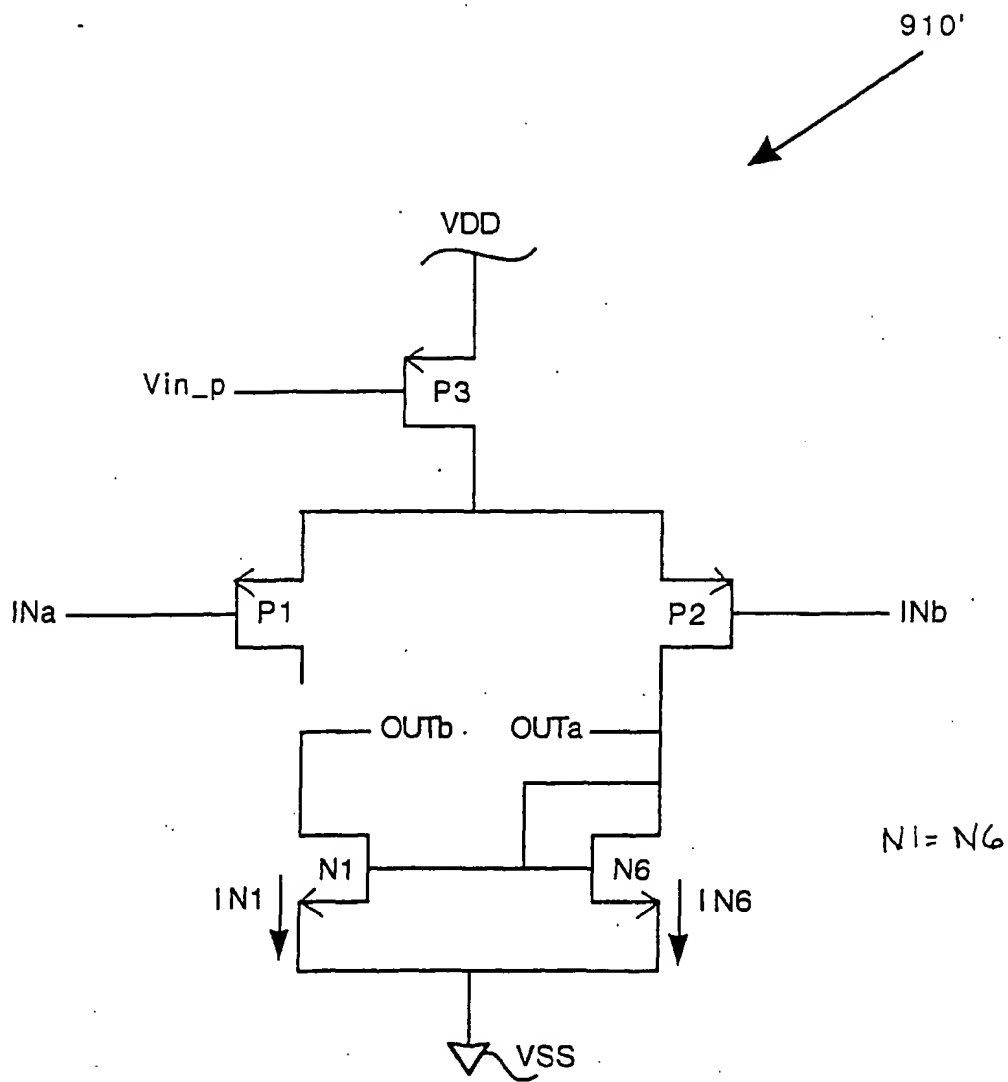 910'
VDD
Vin_p
P3
INa
P1
P2
INb
OUTb.
OUTa
N1
N6
N1= N6
IN1
IN6
VSS